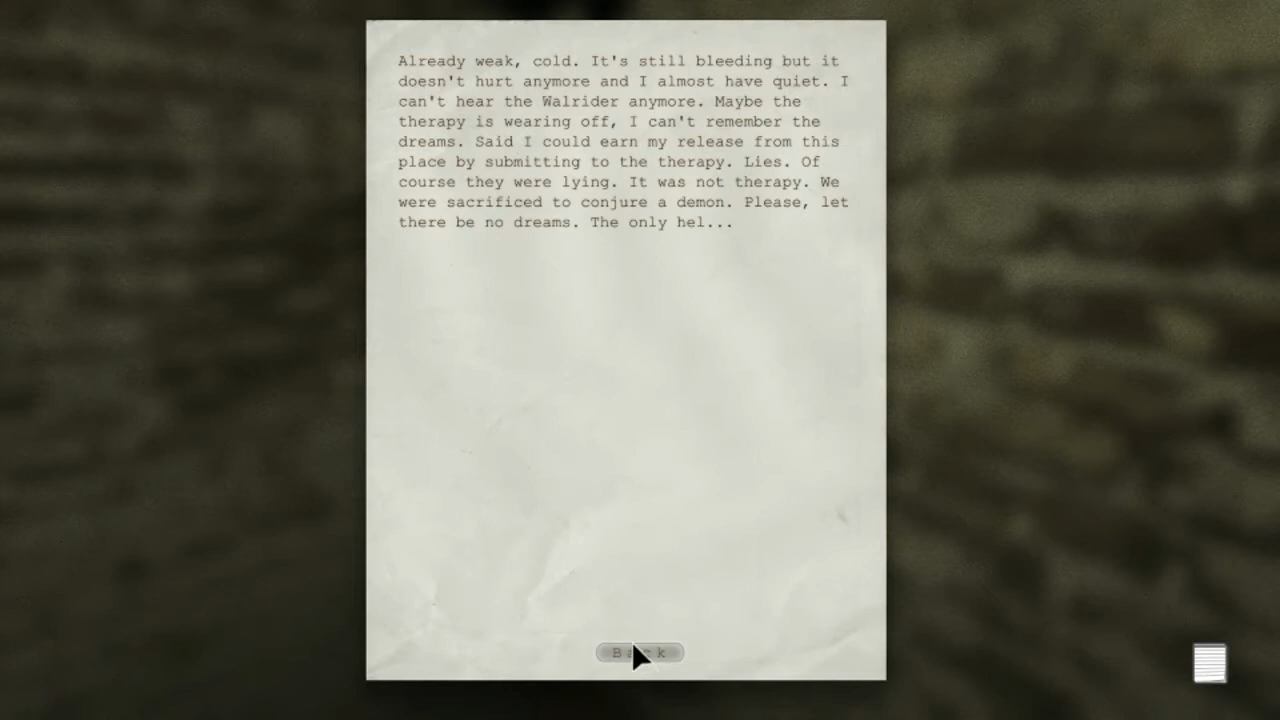 Already weak, cold. It's still bleeding but it
doesn't hurt anymore and I almost have quiet. I
can't hear the Walrider anymore. Maybe the
therapy is wearing off, I can't remember the
dreams. Said I could earn my release from this
place by submitting to the therapy. Lies. Of
course they were lying. It was not therapy. We
were sacrificed to conjure a demon. Please, let
there be no dreams. The only hel...
Back